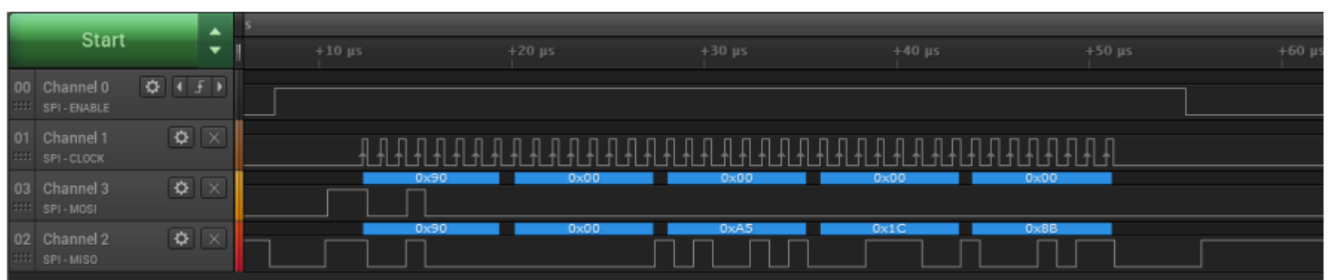 s
Start
+10 µs +20 µs +30 µs +40 µs +50 µs +60 µs
00 Channel 0
SPI - ENABLE
01 Channel 1
SPI - CLOCK
0x90 0x00 0x00 0x00 0x00
03 Channel 3
SPI - MOSI
0x90 0x00 0xA5 0x1C 0x8B
02 Channel 2
SPI - MISO